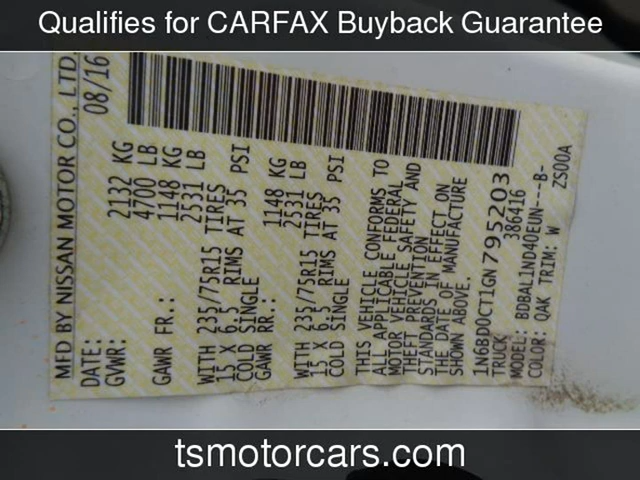 Qualifies for CARFAX Buyback Guarantee
MFD BY NISSAN MOTOR CO., LTD.
DATE: 08/16
GVWR: 2132 KG
4700 LB
GAWR FR.: 1148 KG
2531 LB
WITH 235/75R15 TIRES
15 X 6.5 RIMS AT 35 PSI
COLD SINGLE
GAWR RR.: 1148 KG
2531 LB
WITH 235/75R15 TIRES
15 X 6.5 RIMS AT 35 PSI
COLD SINGLE
THIS VEHICLE CONFORMS TO
ALL APPLICABLE FEDERAL
MOTOR VEHICLE SAFETY AND
THEFT PREVENTION
STANDARDS IN EFFECT ON
THE DATE OF MANUFACTURE
SHOWN ABOVE.
1N6BD0CT1GN795203
TRUCK 386416
MODEL: BDBAL1ND40EUN---B-
COLOR: QAK TRIM: W ZS00A
tsmotorcars.com